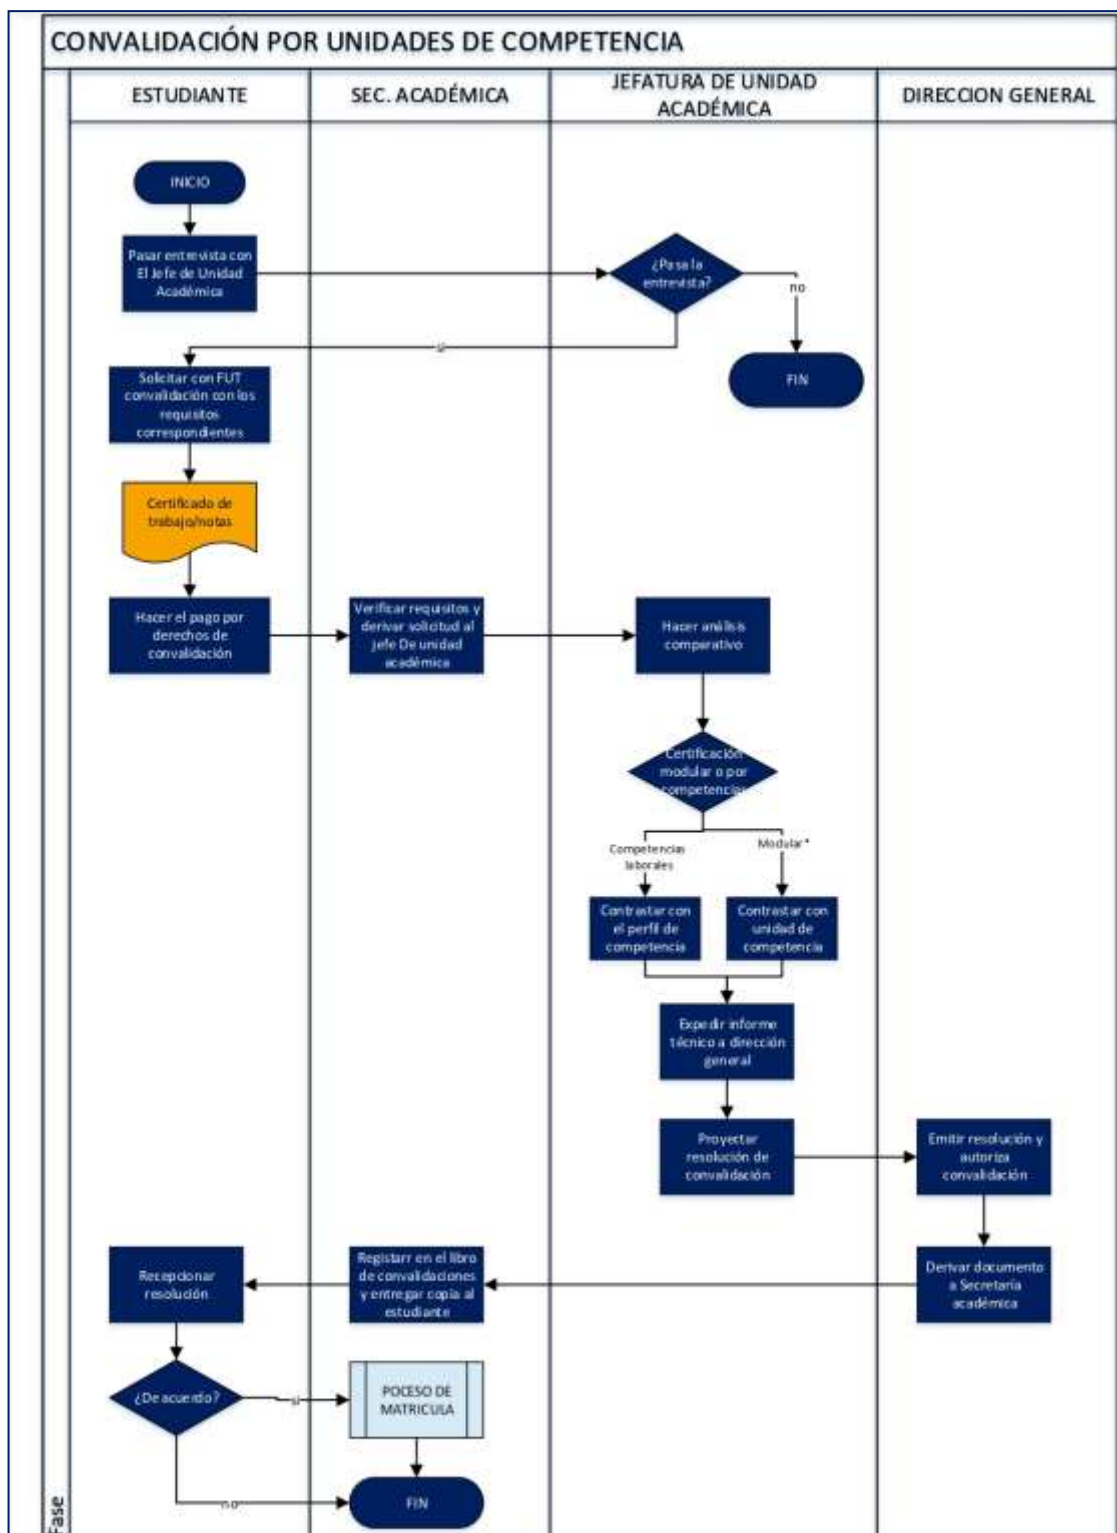 CONVALIDACIÓN POR UNIDADES DE COMPETENCIA
ESTUDIANTE
SEC. ACADÉMICA
JEFATURA DE UNIDAD
ACADÉMICA
DIRECCION GENERAL
INICIO
Pasar entrevista con
El Jefe de Unidad
Académica
¿Pasa la
entrevista?
no
si
FIN
Solicitar con FUT
convalidación con los
requisitos
correspondientes
Certificado de
trabajo/notas
Hacer el pago por
derechos de
convalidación
Verificar requisitos y
derivar solicitud al
jefe De unidad
académica
Hacer análisis
comparativo
Certificación
modular o por
competencias
Competencias
laborales
Modular*
Contrastar con
el perfil de
competencia
Contrastar con
unidad de
competencia
Expedir informe
técnico a dirección
general
Proyectar
resolución de
convalidación
Emitir resolución y
autoriza
convalidación
Derivar documento
a Secretaría
académica
Registarr en el libro
de convalidaciones
y entregar copia al
estudiante
Recepcionar
resolución
¿De acuerdo?
si
POCESO DE
MATRICULA
no
FIN
Fase